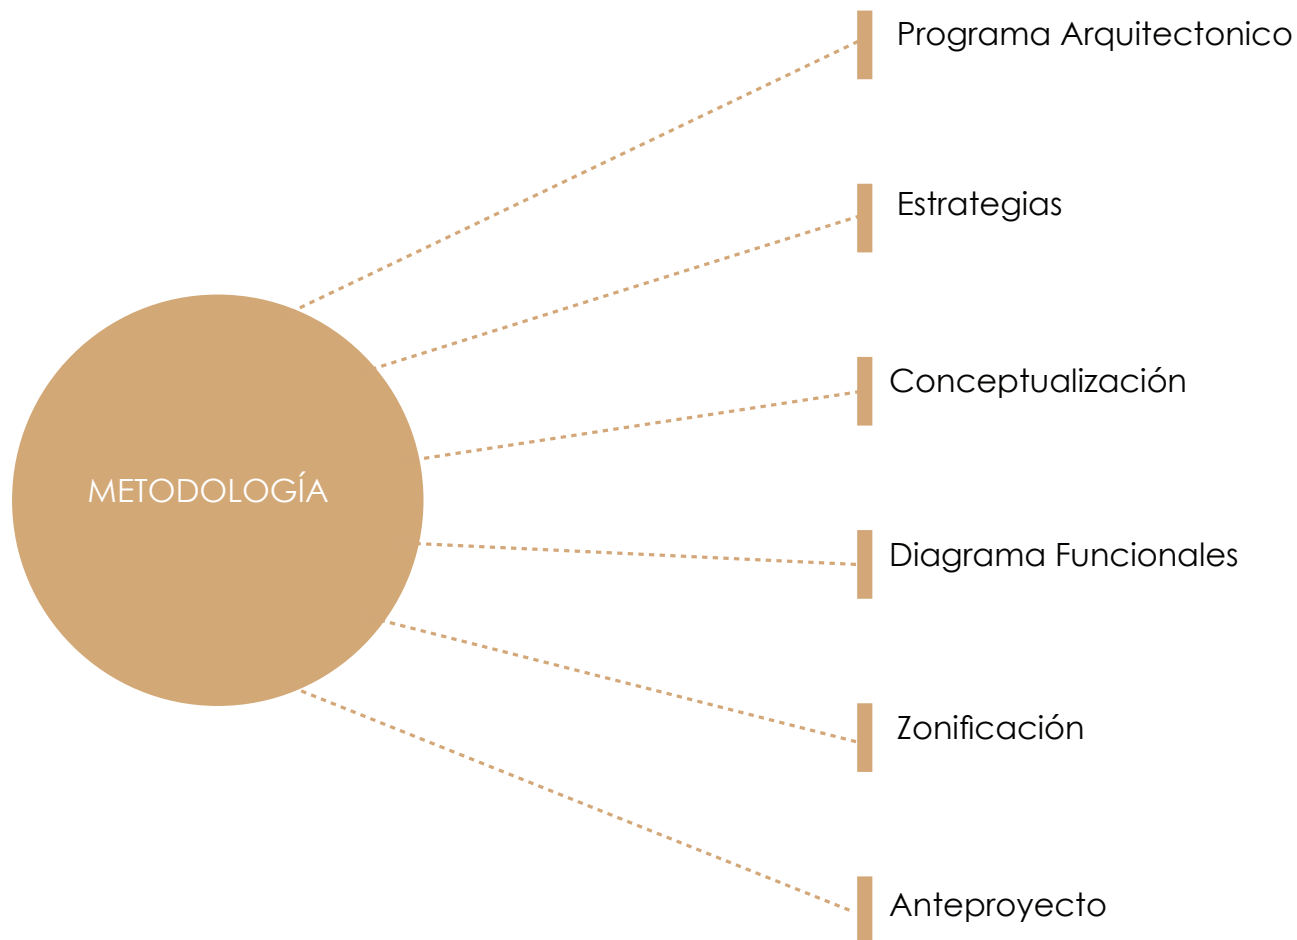 Programa Arquitectonico
Estrategias
Conceptualización
METODOLOGÍA
Diagrama Funcionales
Zonificación
Anteproyecto